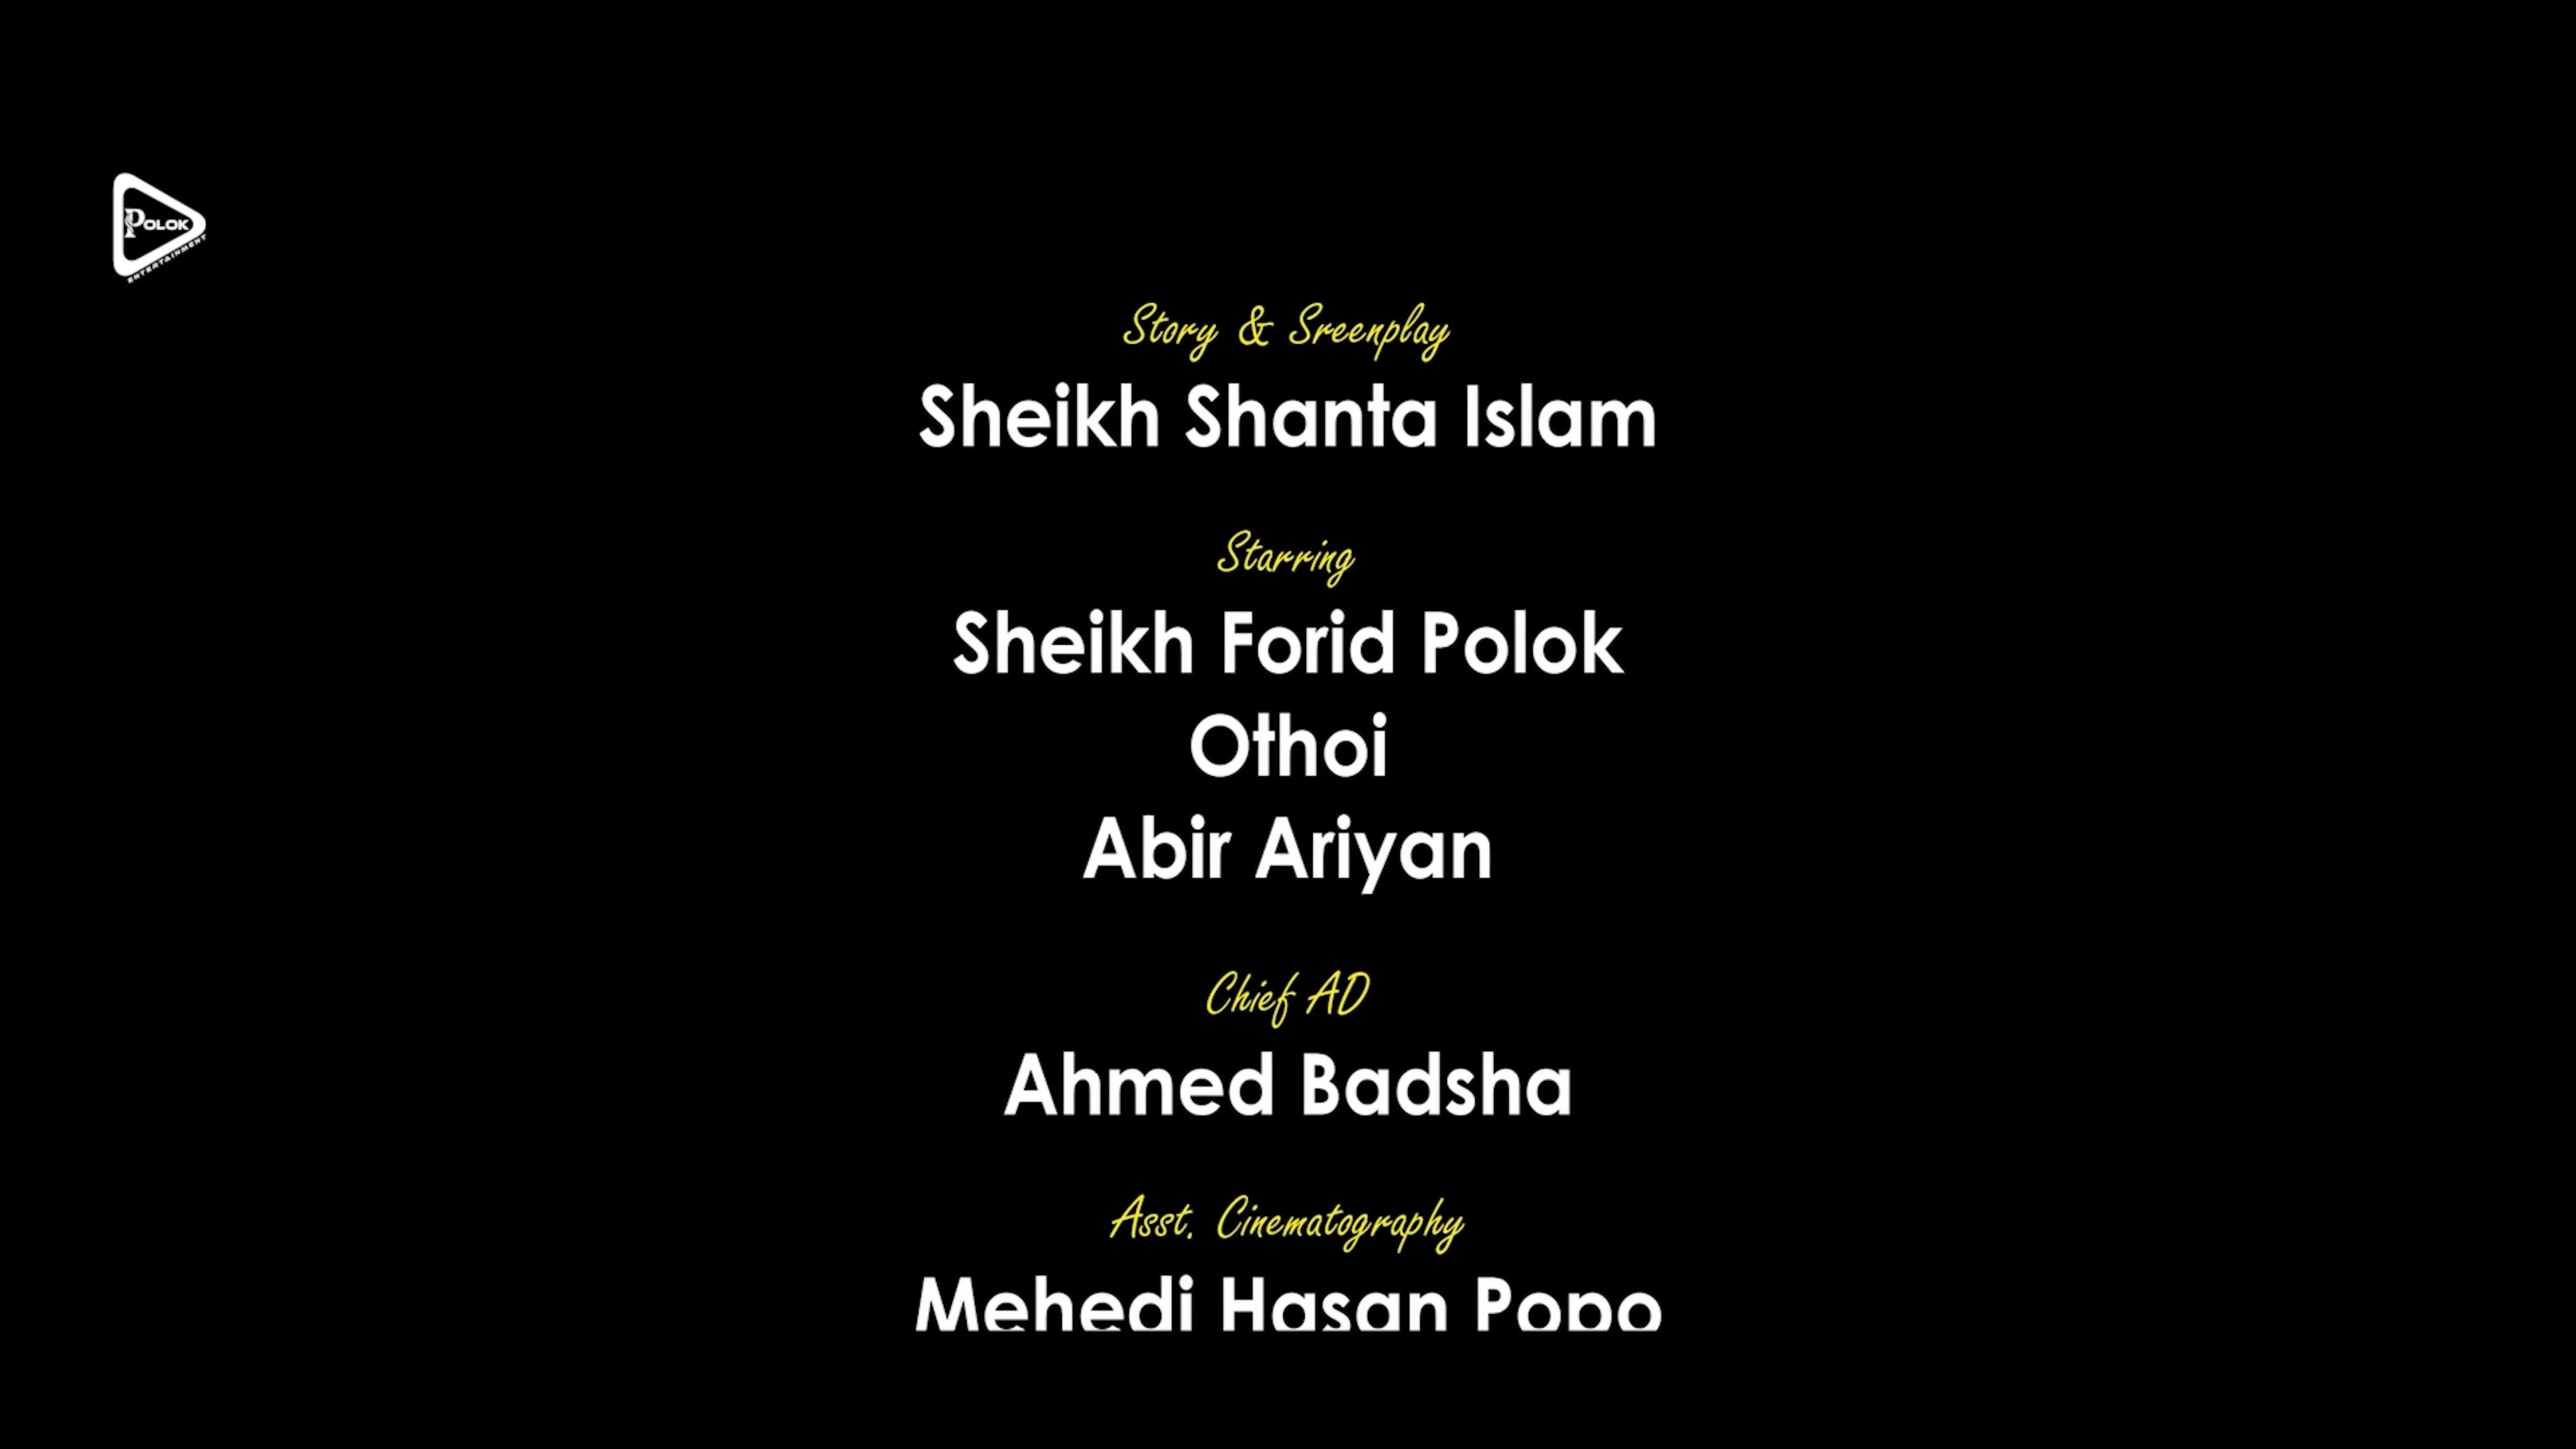 POLOK
ENTERTAINMENT
Story & Sreenplay
Sheikh Shanta Islam
Starring
Sheikh Forid Polok
Othoi
Abir Ariyan
Chief AD
Ahmed Badsha
Asst. Cinematography
Mehedi Hasan Popo